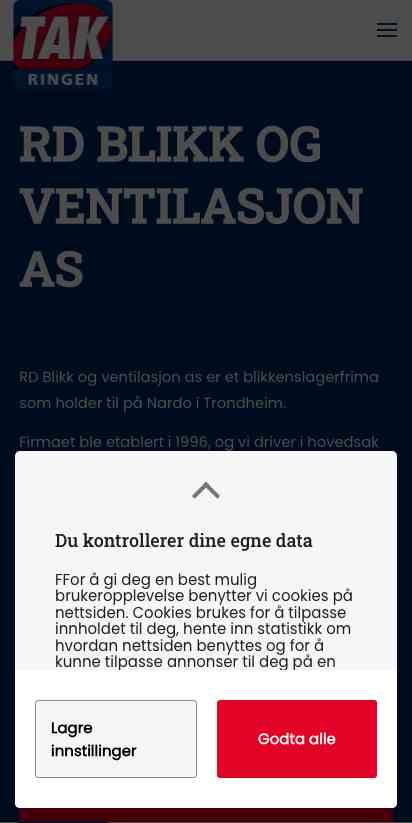 TAK
RINGEN
RD BLIKK OG
VENTILASJON
AS
RD Blikk og ventilasjon as er et blikkenslagerfrima
som holder til på Nardo i Trondheim.
Firmaet ble etablert i 1996, og vi driver i hovedsak
Du kontrollerer dine egne data
FFor å gi deg en best mulig
brukeropplevelse benytter vi cookies på
nettsiden. Cookies brukes for å tilpasse
innholdet til deg, hente inn statistikk om
hvordan nettsiden benyttes og for å
kunne tilpasse annonser til deg på en
Lagre
innstillinger
Godta alle